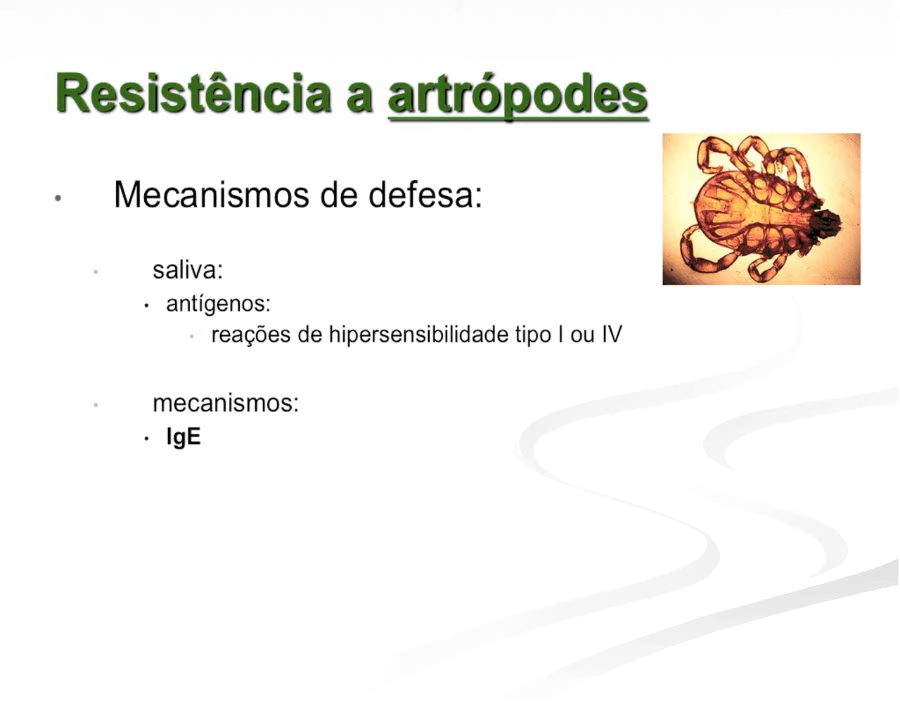 Resistência a artrópodes
• Mecanismos de defesa:
• saliva:
• antígenos:
• reações de hipersensibilidade tipo I ou IV
• mecanismos:
• IgE